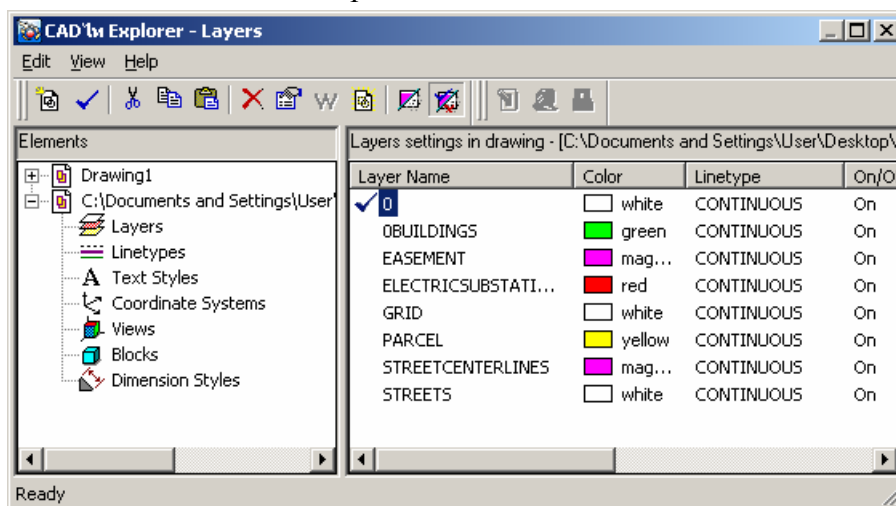 CAD'ln Explorer - Layers
Edit View Help
Elements
Layers settings in drawing - [C:\Documents and Settings\User\Desktop\
Drawing1
C:\Documents and Settings\User
Layers
Linetypes
Text Styles
Coordinate Systems
Views
Blocks
Dimension Styles
Layer Name Color Linetype On/O
0 white CONTINUOUS On
0BUILDINGS green CONTINUOUS On
EASEMENT mag... CONTINUOUS On
ELECTRICSUBSTATI... red CONTINUOUS On
GRID white CONTINUOUS On
PARCEL yellow CONTINUOUS On
STREETCENTERLINES mag... CONTINUOUS On
STREETS white CONTINUOUS On
Ready